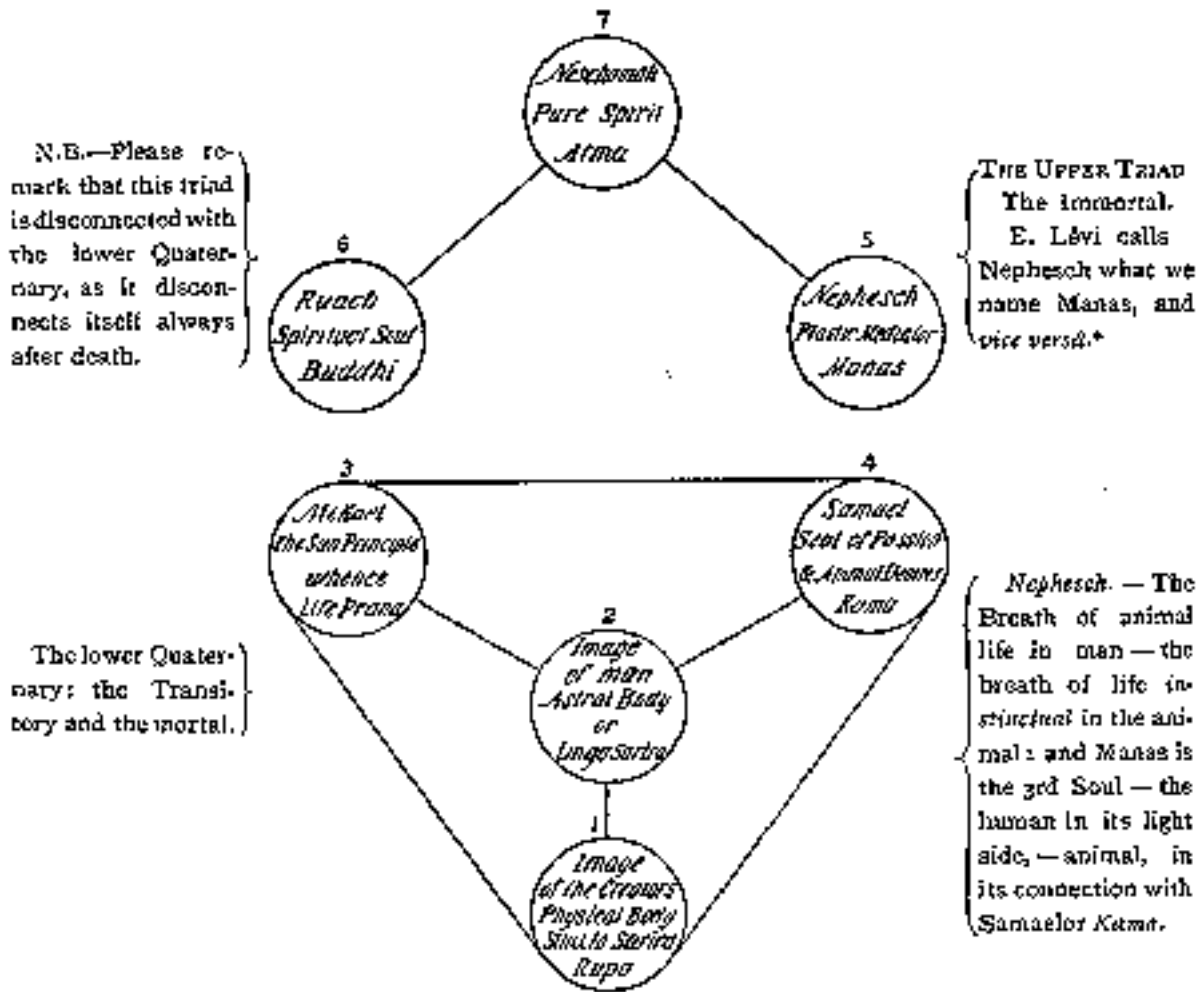 7
Neschamah
Pure Spirit
Atma
N.B.—Please re-
mark that this triad
is disconnected with
the lower Quater-
nary, as it discon-
nects itself always
after death.
6
Ruach
Spiritual Soul
Buddhi
5
Nephesch
Plastic Mediator
Manas
THE UPPER TRIAD
The Immortal.
E. Lévi calls
Nephesch what we
name Manas, and
vice versâ.*
3
the Sun Principle
whence
Life Prana
4
Samael
Seat of Passion
& Animal Desires
Kama
The lower Quater-
nary: the Transi-
tory and the mortal.
2
Image
of man
Astral Body
or
Linga Sarira
1
Image
of the Creators
Physical Body
Sthula Sarira
Rupa
Nephesch. — The
Breath of animal
life in man — the
breath of life in-
stinctual in the ani-
mal: and Manas is
the 3rd Soul — the
human in its light
side, — animal, in
its connection with
Samaelor Kama.